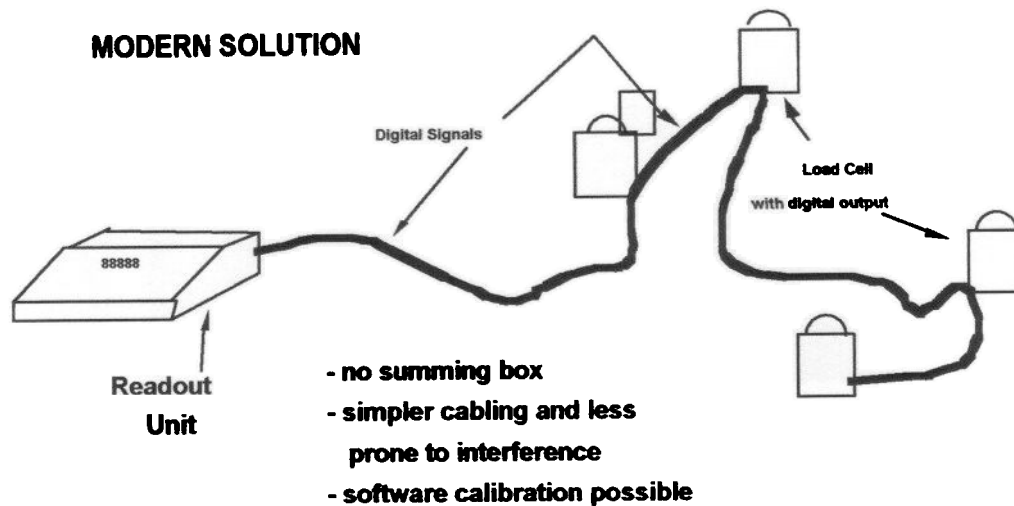 MODERN SOLUTION
Digital Signals
Load Cell
with digital output
88888
Readout
Unit
- no summing box
- simpler cabling and less
prone to interference
- software calibration possible